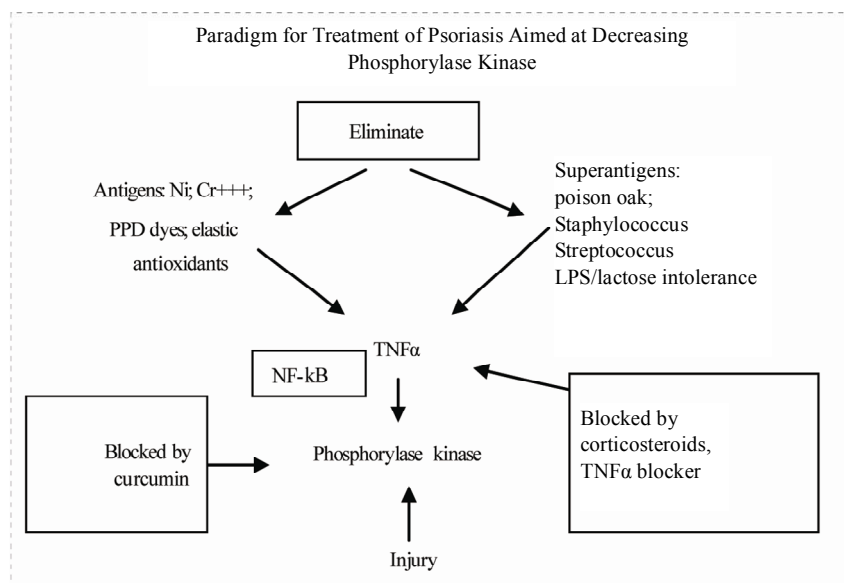 Paradigm for Treatment of Psoriasis Aimed at Decreasing
Phosphorylase Kinase
Eliminate
Antigens: Ni; Cr+++;
PPD dyes; elastic
antioxidants
Superantigens:
poison oak;
Staphylococcus
Streptococcus
LPS/lactose intolerance
TNFα
NF-kB
Blocked by
curcumin
Phosphorylase kinase
Blocked by
corticosteroids,
TNFα blocker
Injury